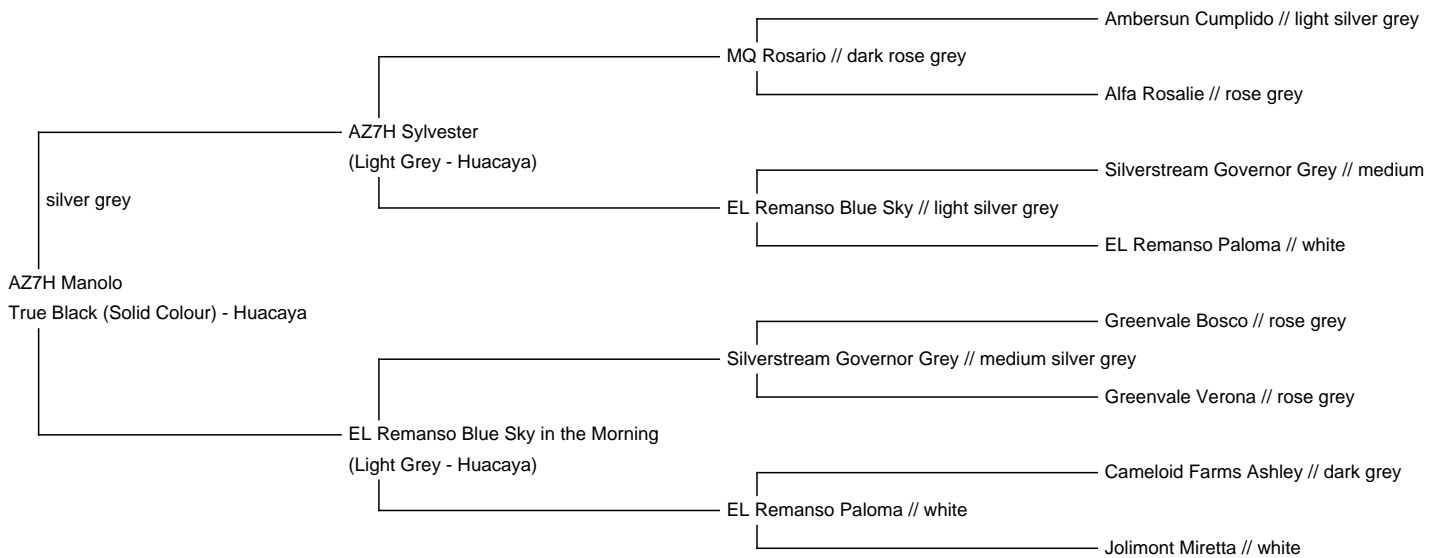 Ambersun Cumplido // light silver grey
MQ Rosario // dark rose grey
Alfa Rosalie // rose grey
AZ7H Sylvester
(Light Grey - Huacaya)
Silverstream Governor Grey // medium
silver grey
EL Remanso Blue Sky // light silver grey
EL Remanso Paloma // white
AZ7H Manolo
True Black (Solid Colour) - Huacaya
Greenvale Bosco // rose grey
Silverstream Governor Grey // medium silver grey
Greenvale Verona // rose grey
EL Remanso Blue Sky in the Morning
(Light Grey - Huacaya)
Cameloid Farms Ashley // dark grey
EL Remanso Paloma // white
Jolimont Miretta // white